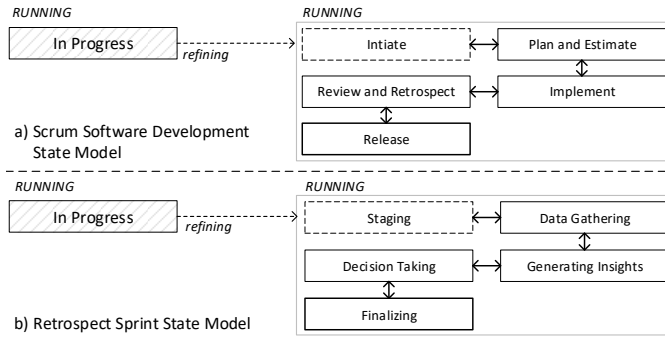 RUNNING
RUNNING
In Progress
refining
Intiate
Plan and Estimate
Review and Retrospect
Implement
Release
a) Scrum Software Development
State Model
RUNNING
RUNNING
In Progress
refining
Staging
Data Gathering
Decision Taking
Generating Insights
Finalizing
b) Retrospect Sprint State Model